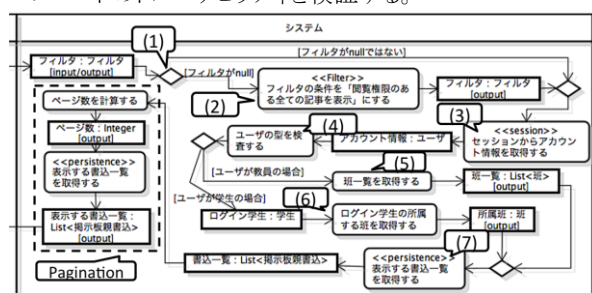 システム
(1)
[フィルタがnullではない]
フィルタ：フィルタ
[input/output]
[フィルタがnull]
<<Filter>>
フィルタの条件を「閲覧権限のあ
る全ての記事を表示」にする
フィルタ：フィルタ
[output]
(2)
(3)
ページ数を計算する
ページ数：Integer
[output]
<<persistence>>
表示する書込一覧
を取得する
表示する書込一覧：
List<掲示板親書込>
[output]
Pagination
(4)
ユーザの型を検
査する
アカウント情報：ユーザ
<<session>>
セッションからアカウ
ント情報を取得する
[ユーザが教員の場合]
(5)
班一覧を取得する
班一覧：List<班>
[output]
[ユーザが学生の場合]
(6)
ログイン学生：学生
ログイン学生の所属
する班を取得する
所属班：班
[output]
(7)
書込一覧：List<掲示板親書込>
<<persistence>>
表示する書込一覧
を取得する